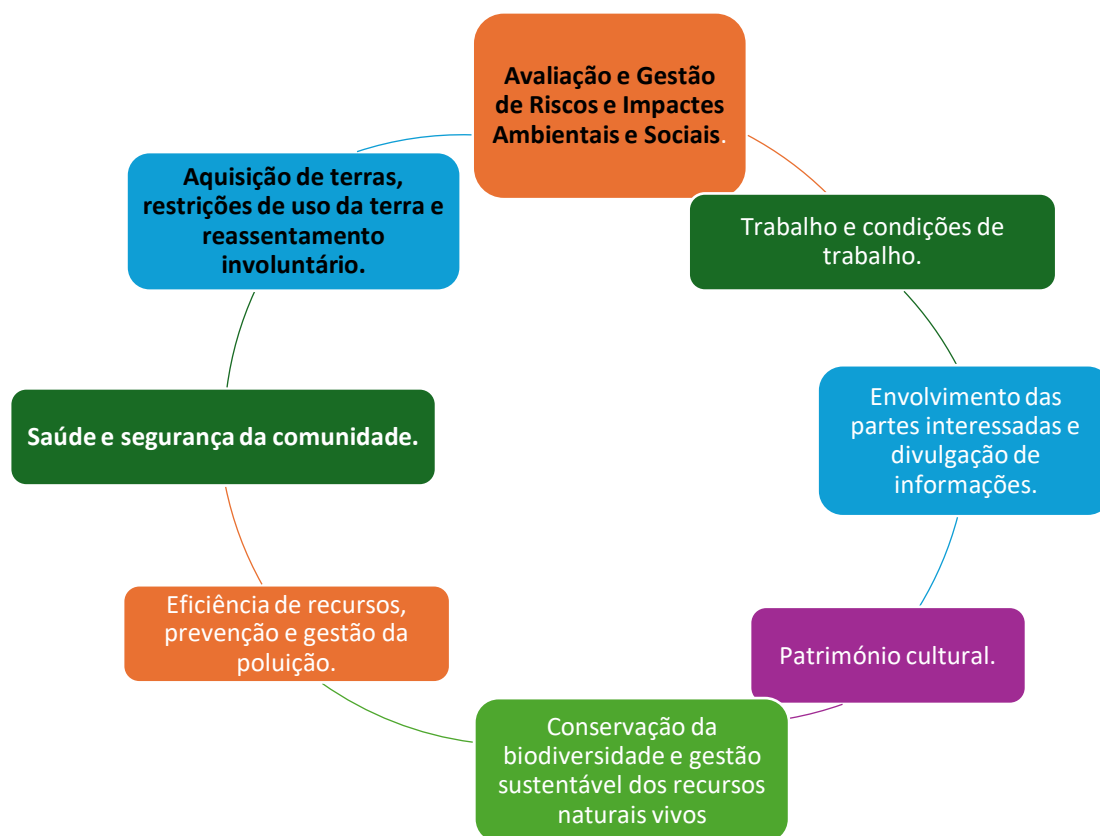 Avaliação e Gestão
de Riscos e Impactes
Ambientais e Sociais.
Trabalho e condições de
trabalho.
Envolvimento das
partes interessadas e
divulgação de
informações.
Património cultural.
Conservação da
biodiversidade e gestão
sustentável dos recursos
naturais vivos
Eficiência de recursos,
prevenção e gestão da
poluição.
Saúde e segurança da comunidade.
Aquisição de terras,
restrições de uso da terra e
reassentamento
involuntário.